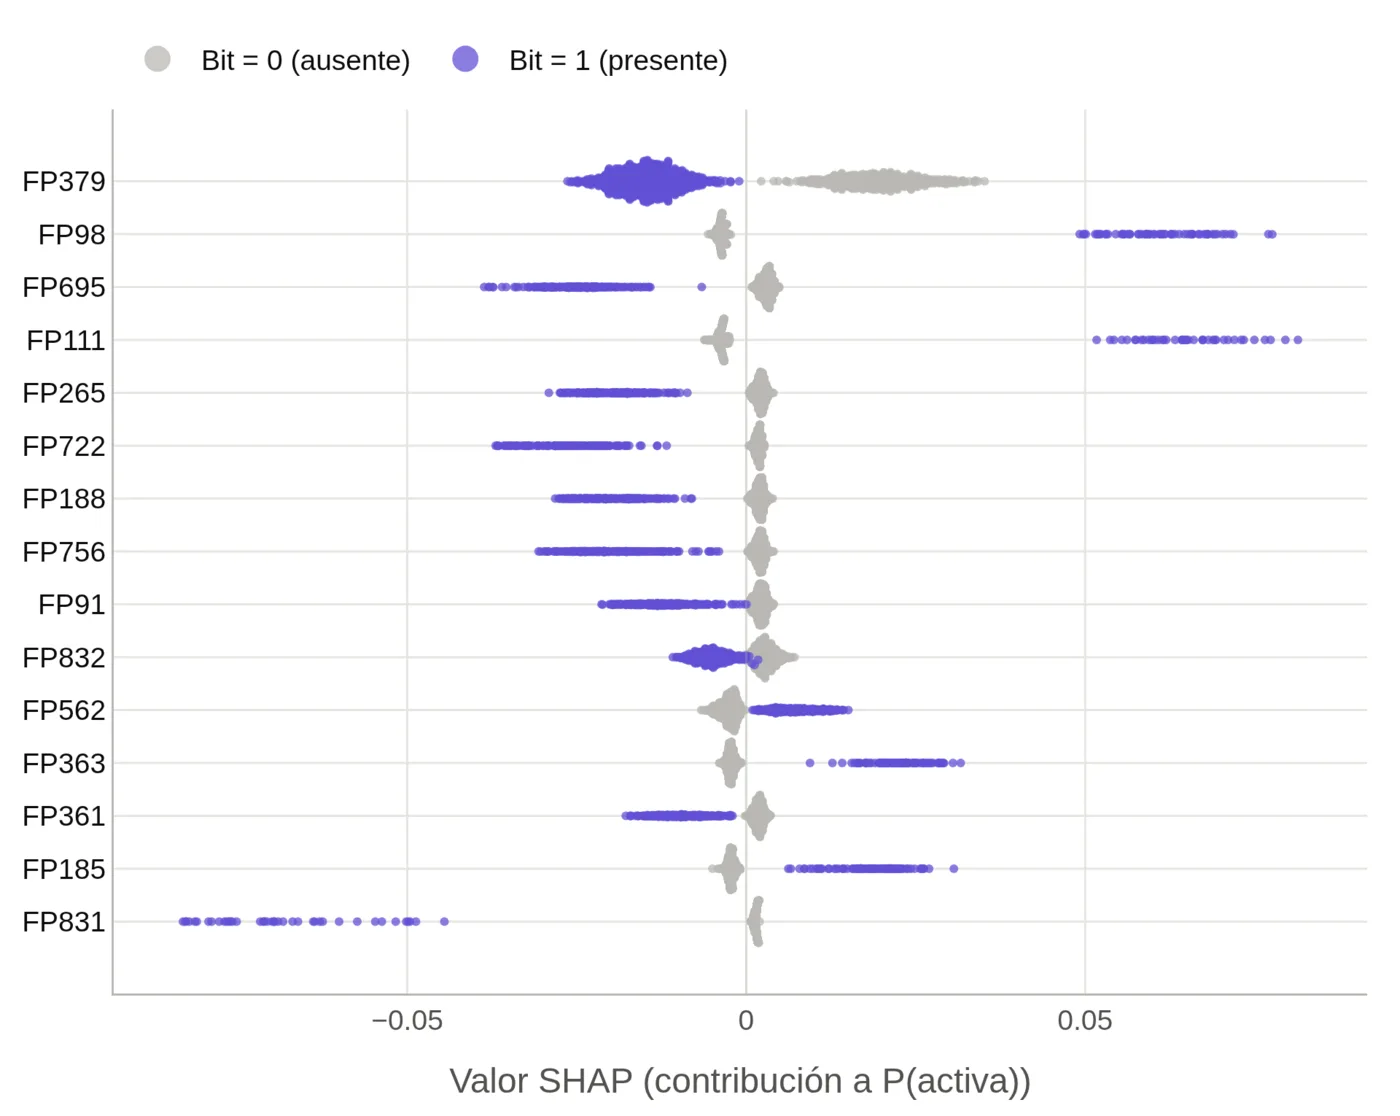 Bit = 0 (ausente) Bit = 1 (presente)
FP379
FP98
FP695
FP111
FP265
FP722
FP188
FP756
FP91
FP832
FP562
FP363
FP361
FP185
FP831
−0.05 0 0.05
Valor SHAP (contribución a P(activa))